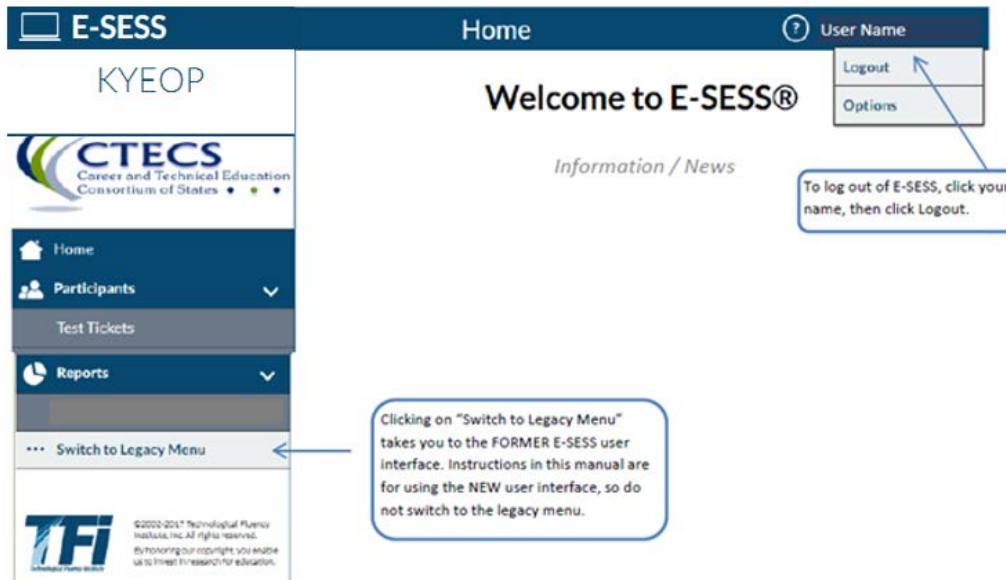 E-SESS
Home
? User Name
KYEOP
Logout
Options
Welcome to E-SESS®
Information / News
To log out of E-SESS, click your
name, then click Logout.
CTECS
Career and Technical Education
Consortium of States
Home
Participants
Test Tickets
Reports
Switch to Legacy Menu
Clicking on “Switch to Legacy Menu”
takes you to the FORMER E-SESS user
interface. Instructions in this manual are
for using the NEW user interface, so do
not switch to the legacy menu.
TFi
Technological Fluency Institute
©2002-2017 Technological Fluency
Institute, Inc. All rights reserved.
By honoring our copyright, you enable
us to invest in research for education.